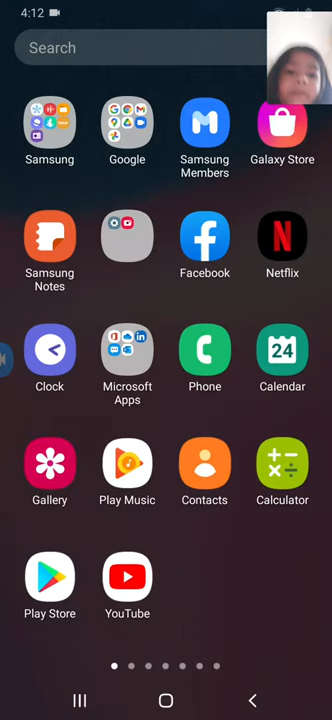 4:12
Search
Samsung
Google
Samsung Members
Galaxy Store
Samsung Notes
Facebook
Netflix
Clock
Microsoft Apps
Phone
24
Calendar
Gallery
Play Music
Contacts
Calculator
Play Store
YouTube